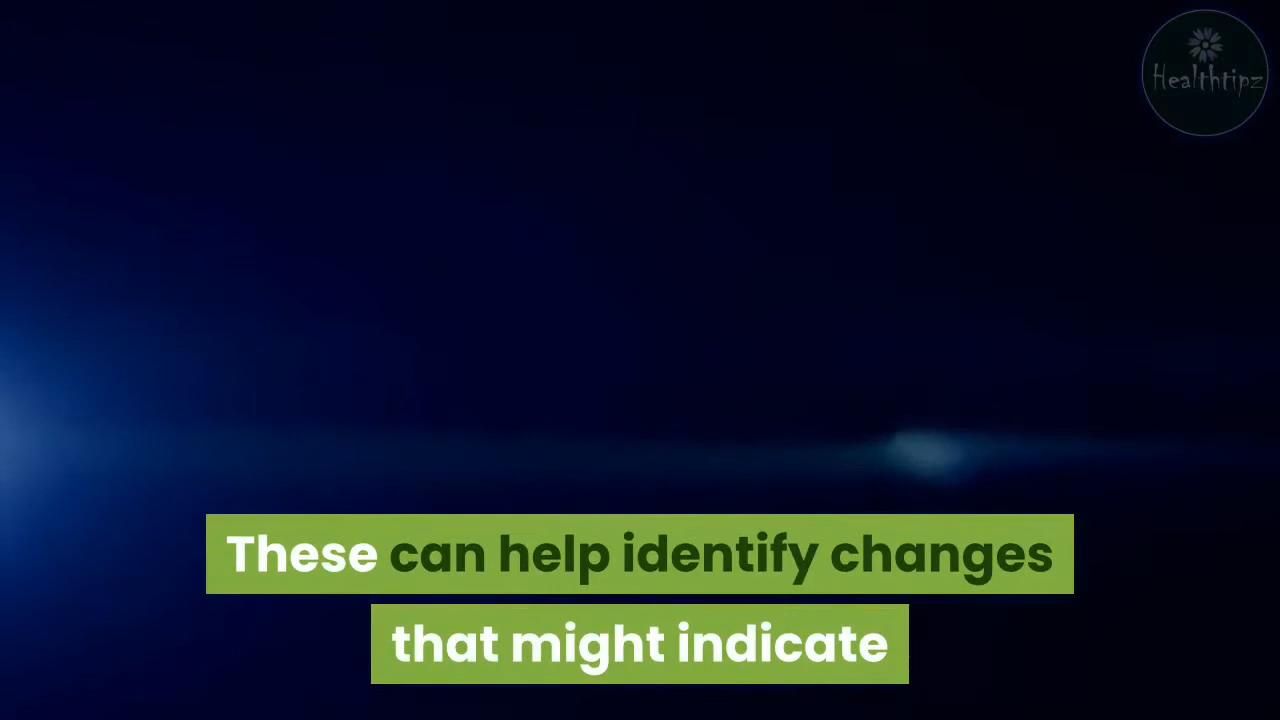 Healthtipz
These can help identify changes
that might indicate